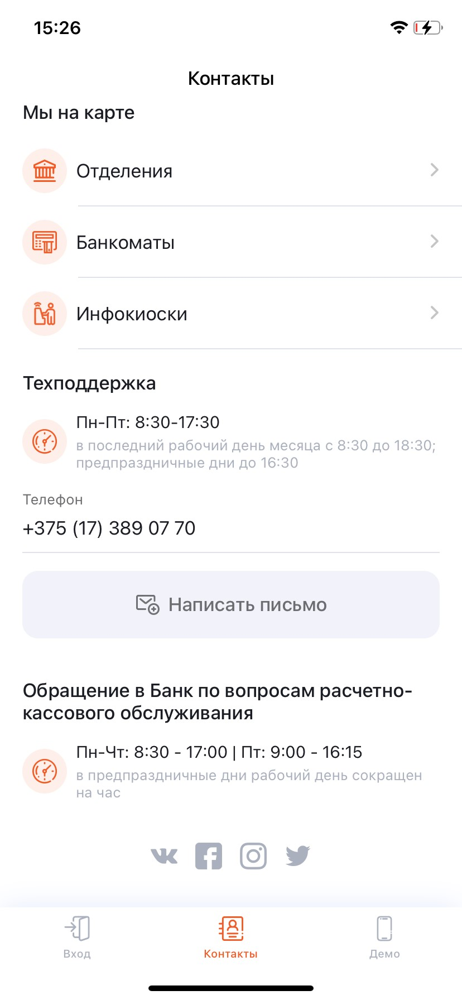 15:26
Контакты
Мы на карте
Отделения
Банкоматы
Инфокиоски
Техподдержка
Пн-Пт: 8:30-17:30
в последний рабочий день месяца с 8:30 до 18:30;
предпраздничные дни до 16:30
Телефон
+375 (17) 389 07 70
Написать письмо
Обращение в Банк по вопросам расчетно-
кассового обслуживания
Пн-Чт: 8:30 - 17:00 | Пт: 9:00 - 16:15
в предпраздничные дни рабочий день сокращен
на час
Вход
Контакты
Демо